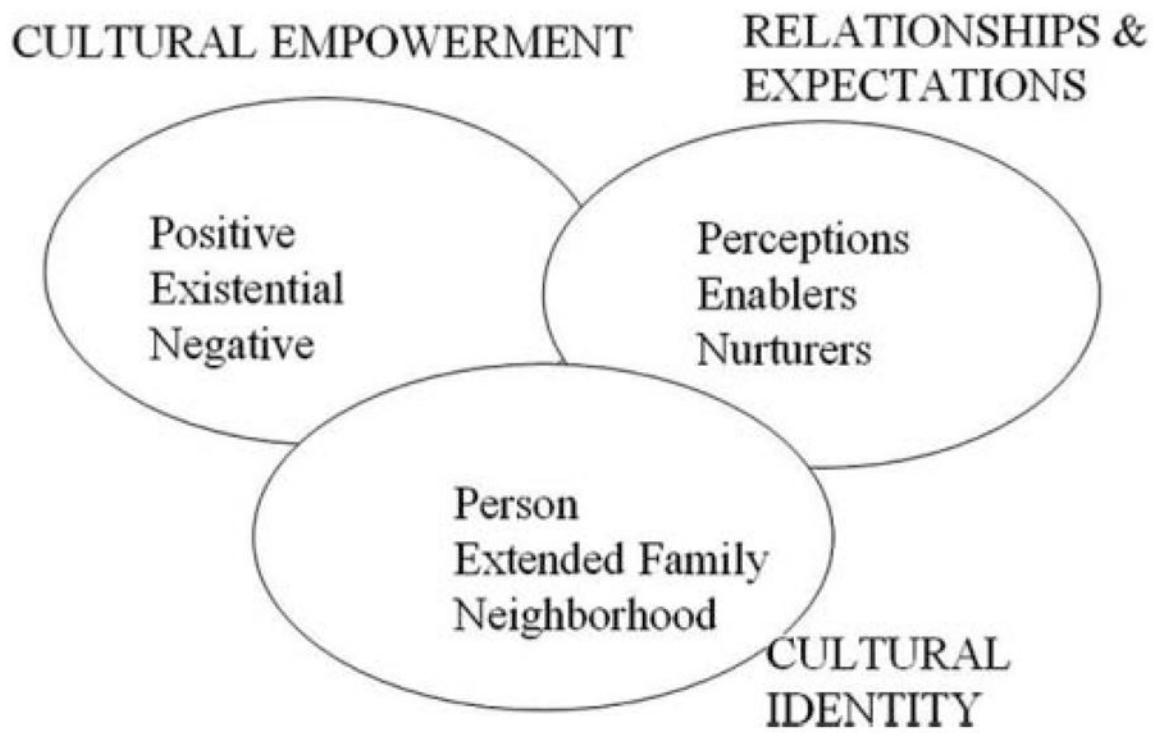 CULTURAL EMPOWERMENT
RELATIONSHIPS &
EXPECTATIONS
Positive
Existential
Negative
Perceptions
Enablers
Nurturers
Person
Extended Family
Neighborhood
CULTURAL
IDENTITY